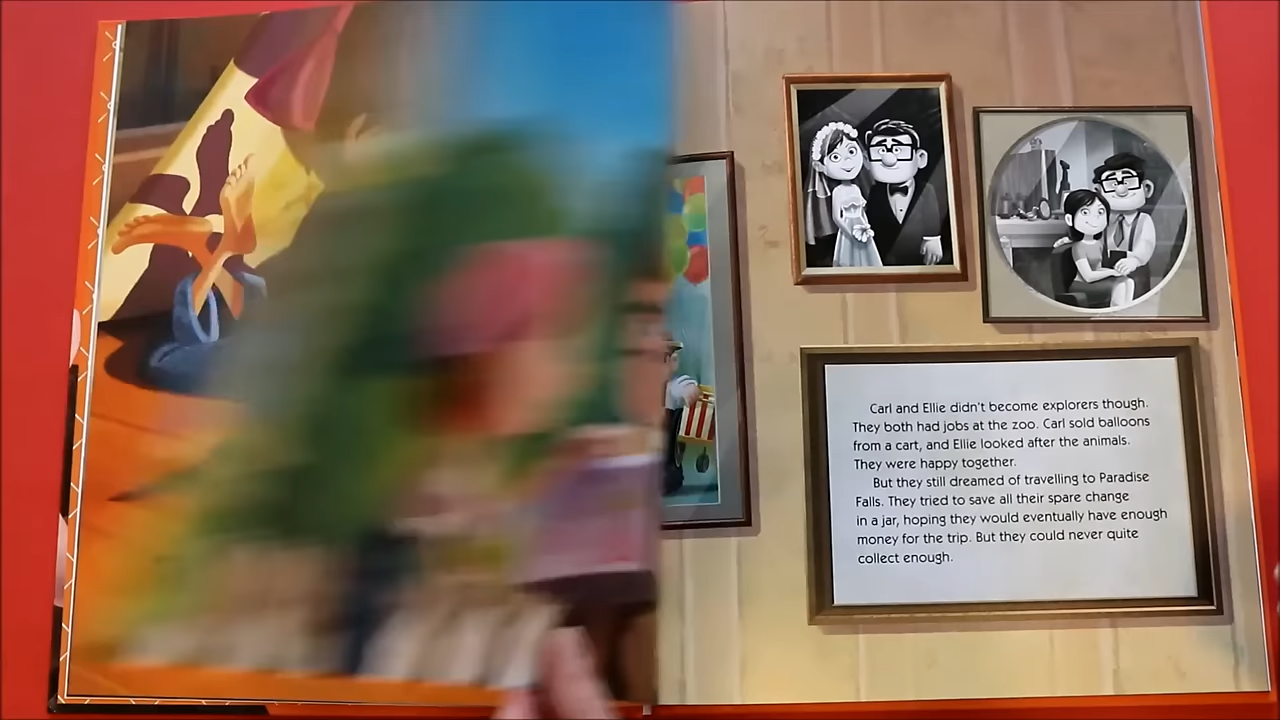 Carl and Ellie didn't become explorers though.
They both had jobs at the zoo. Carl sold balloons
from a cart, and Ellie looked after the animals.
They were happy together.
But they still dreamed of travelling to Paradise
Falls. They tried to save all their spare change
in a jar, hoping they would eventually have enough
money for the trip. But they could never quite
collect enough.